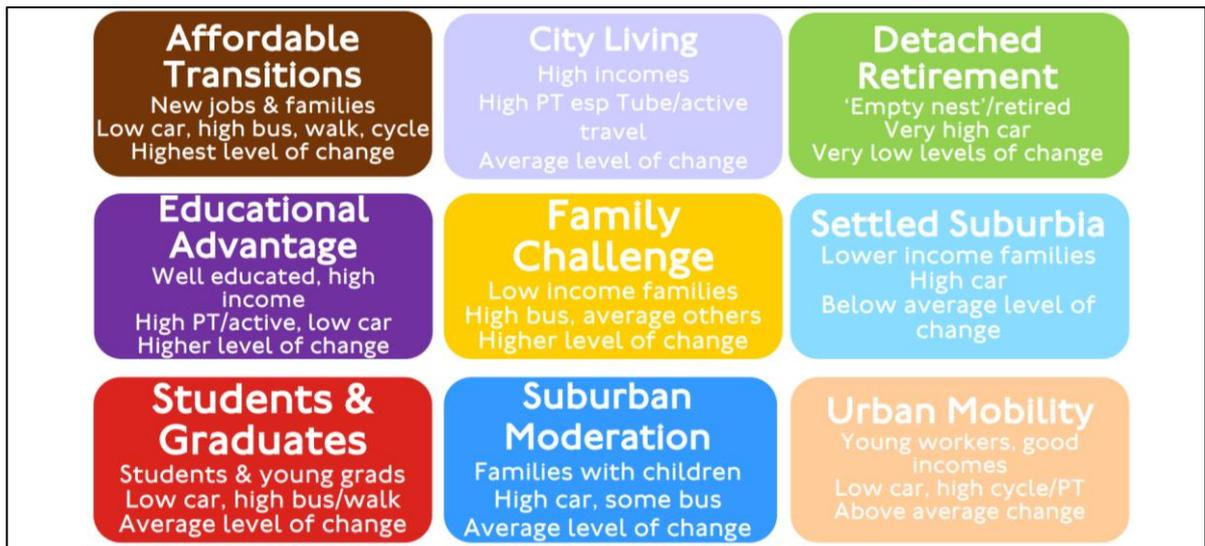 Affordable
Transitions
New jobs & families
Low car, high bus, walk, cycle
Highest level of change
City Living
High incomes
High PT esp Tube/active
travel
Average level of change
Detached
Retirement
‘Empty nest’/retired
Very high car
Very low levels of change
Educational
Advantage
Well educated, high
income
High PT/active, low car
Higher level of change
Family
Challenge
Low income families
High bus, average others
Higher level of change
Settled Suburbia
Lower income families
High car
Below average level of
change
Students &
Graduates
Students & young grads
Low car, high bus/walk
Average level of change
Suburban
Moderation
Families with children
High car, some bus
Average level of change
Urban Mobility
Young workers, good
incomes
Low car, high cycle/PT
Above average change